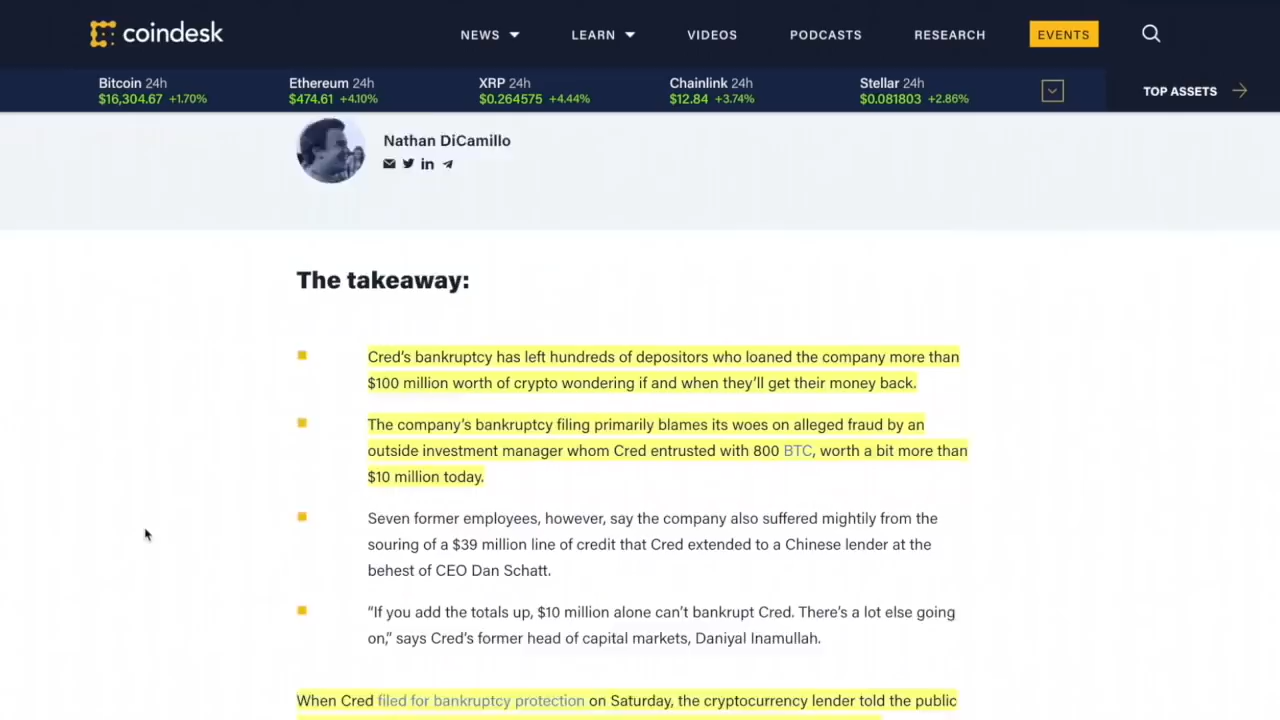 coindesk
NEWS LEARN VIDEOS PODCASTS RESEARCH EVENTS
Bitcoin 24h Ethereum 24h XRP 24h Chainlink 24h Stellar 24h
$16,304.67 +1.70% $474.61 +4.10% $0.264575 +4.44% $12.84 +3.74% $0.081803 +2.86%
TOP ASSETS
Nathan DiCamillo
The takeaway:
Cred’s bankruptcy has left hundreds of depositors who loaned the company more than
$100 million worth of crypto wondering if and when they’ll get their money back.
The company’s bankruptcy filing primarily blames its woes on alleged fraud by an
outside investment manager whom Cred entrusted with 800 BTC, worth a bit more than
$10 million today.
Seven former employees, however, say the company also suffered mightily from the
souring of a $39 million line of credit that Cred extended to a Chinese lender at the
behest of CEO Dan Schatt.
“If you add the totals up, $10 million alone can’t bankrupt Cred. There’s a lot else going
on,” says Cred’s former head of capital markets, Daniyal Inamullah.
When Cred filed for bankruptcy protection on Saturday, the cryptocurrency lender told the public